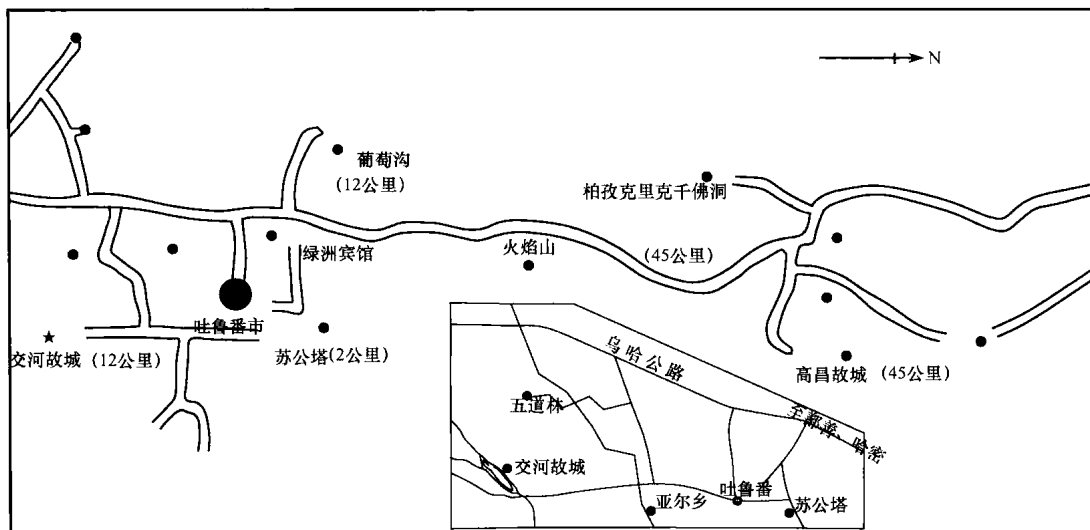 N
葡萄沟
(12公里)
柏孜克里克千佛洞
绿洲宾馆
火焰山
(45公里)
吐鲁番市
交河故城 (12公里)
苏公塔(2公里)
高昌故城 (45公里)
乌哈公路
至鄯善、哈密
五道林
交河故城
亚尔乡
吐鲁番
苏公塔